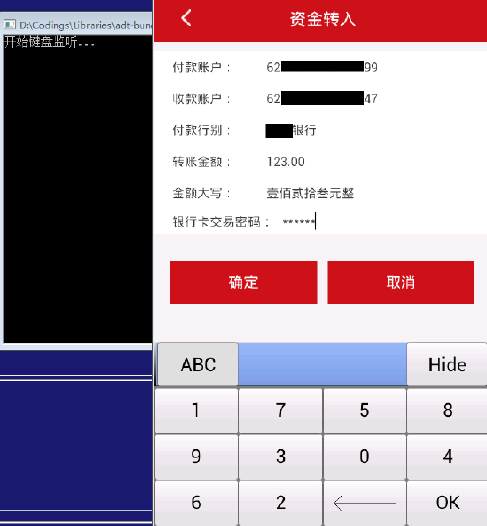 D:\Codings\Libraries\adt-bund
开始键盘监听...
资金转入
付款账户： 62 99
收款账户： 62 47
付款行别： 银行
转账金额： 123.00
金额大写： 壹佰贰拾叁元整
银行卡交易密码： ******
确定 取消
ABC Hide
1 7 5 8
9 3 0 4
6 2 OK